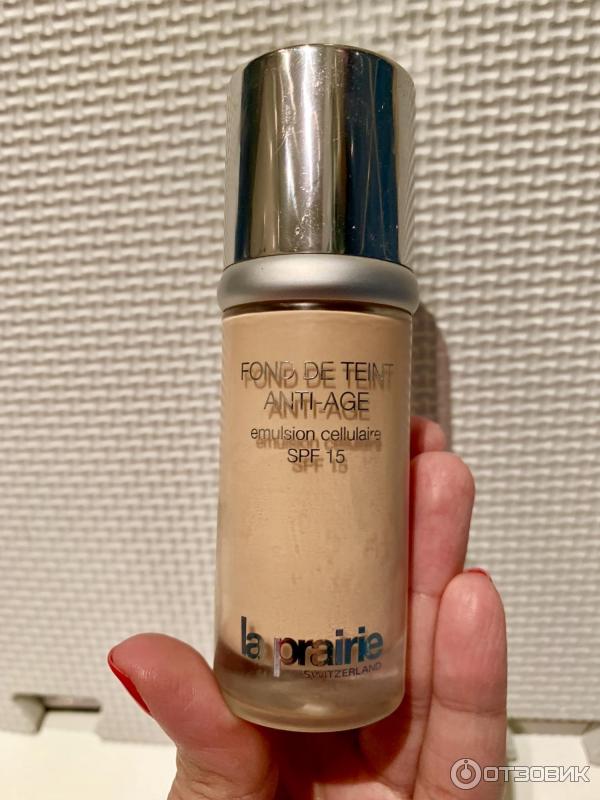 FOND DE TEINT
ANTI-AGE
emulsion cellulaire
SPF 15
la prairie
SWITZERLAND
ОТЗОВИК